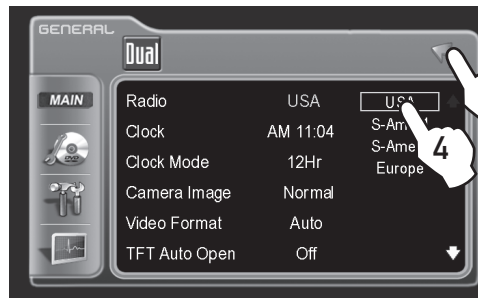 GENERAL
Dual
MAIN
Radio USA USA
Clock AM 11:04
Clock Mode 12Hr Europe
Camera Image Normal
Video Format Auto
TFT Auto Open Off
4
DVD